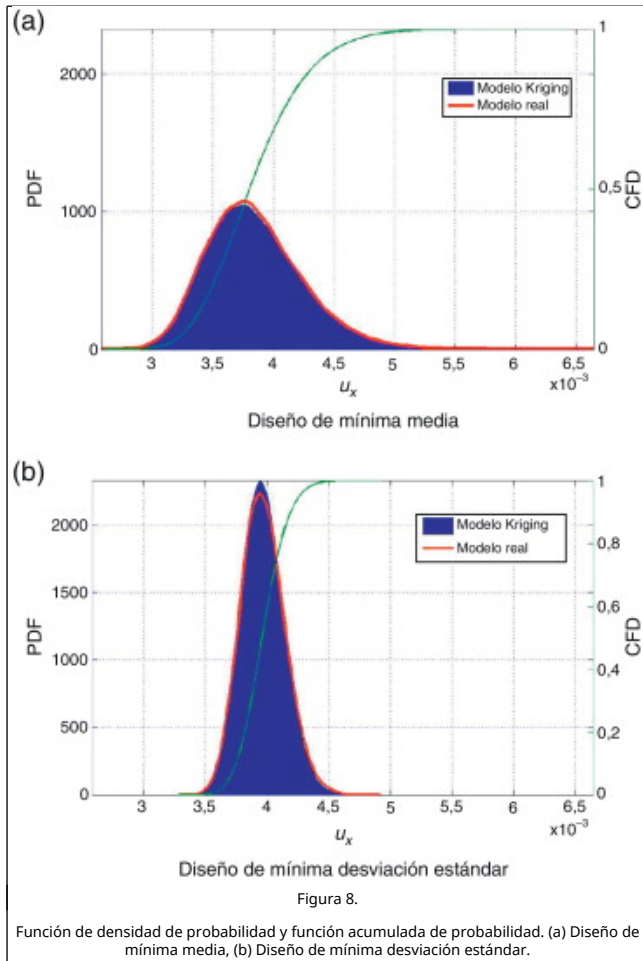 (a)
2000
1000
0
PDF
1
0,5
0
CFD
Modelo Kriging
Modelo real
3 3,5 4 4,5 5 5,5 6 6,5
x10⁻³
uₓ
Diseño de mínima media
(b)
2000
1500
1000
500
0
PDF
1
0,8
0,6
0,4
0,2
0
CFD
Modelo Kriging
Modelo real
3 3,5 4 4,5 5 5,5 6 6,5
x10⁻³
uₓ
Diseño de mínima desviación estándar
Figura 8.
Función de densidad de probabilidad y función acumulada de probabilidad. (a) Diseño de
mínima media, (b) Diseño de mínima desviación estándar.